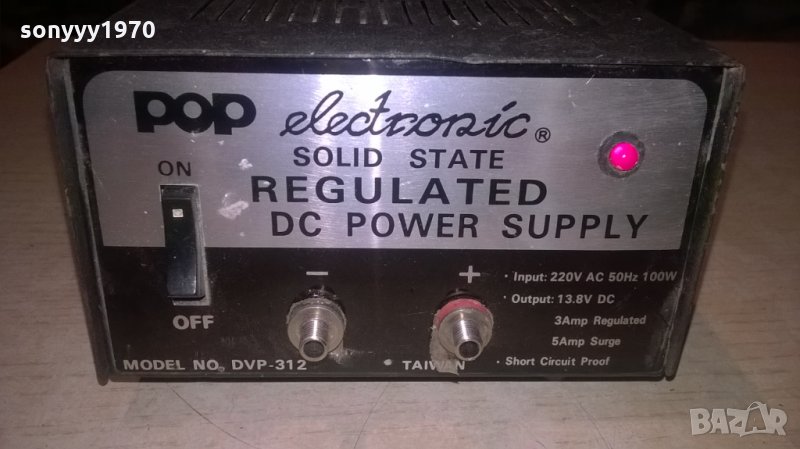 sonyyy1970
POP electronic®
SOLID STATE
REGULATED
DC POWER SUPPLY
ON
OFF
− +
· Input: 220V AC 50Hz 100W
· Output: 13.8V DC
3Amp Regulated
5Amp Surge
· Short Circuit Proof
MODEL NO. DVP-312
TAIWAN
BAZAR